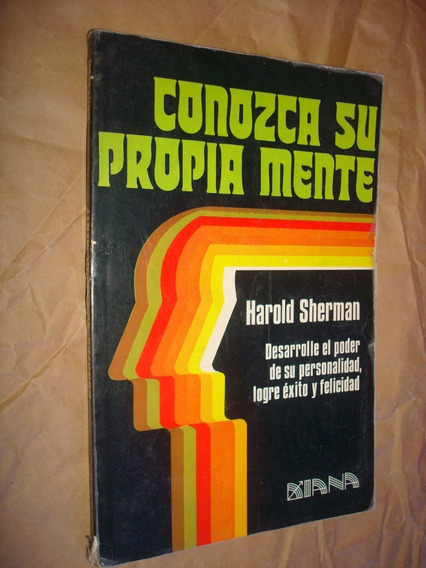 CONOZCA SU
PROPIA MENTE
Harold Sherman
Desarrolle el poder
de su personalidad,
logre éxito y felicidad
DIANA